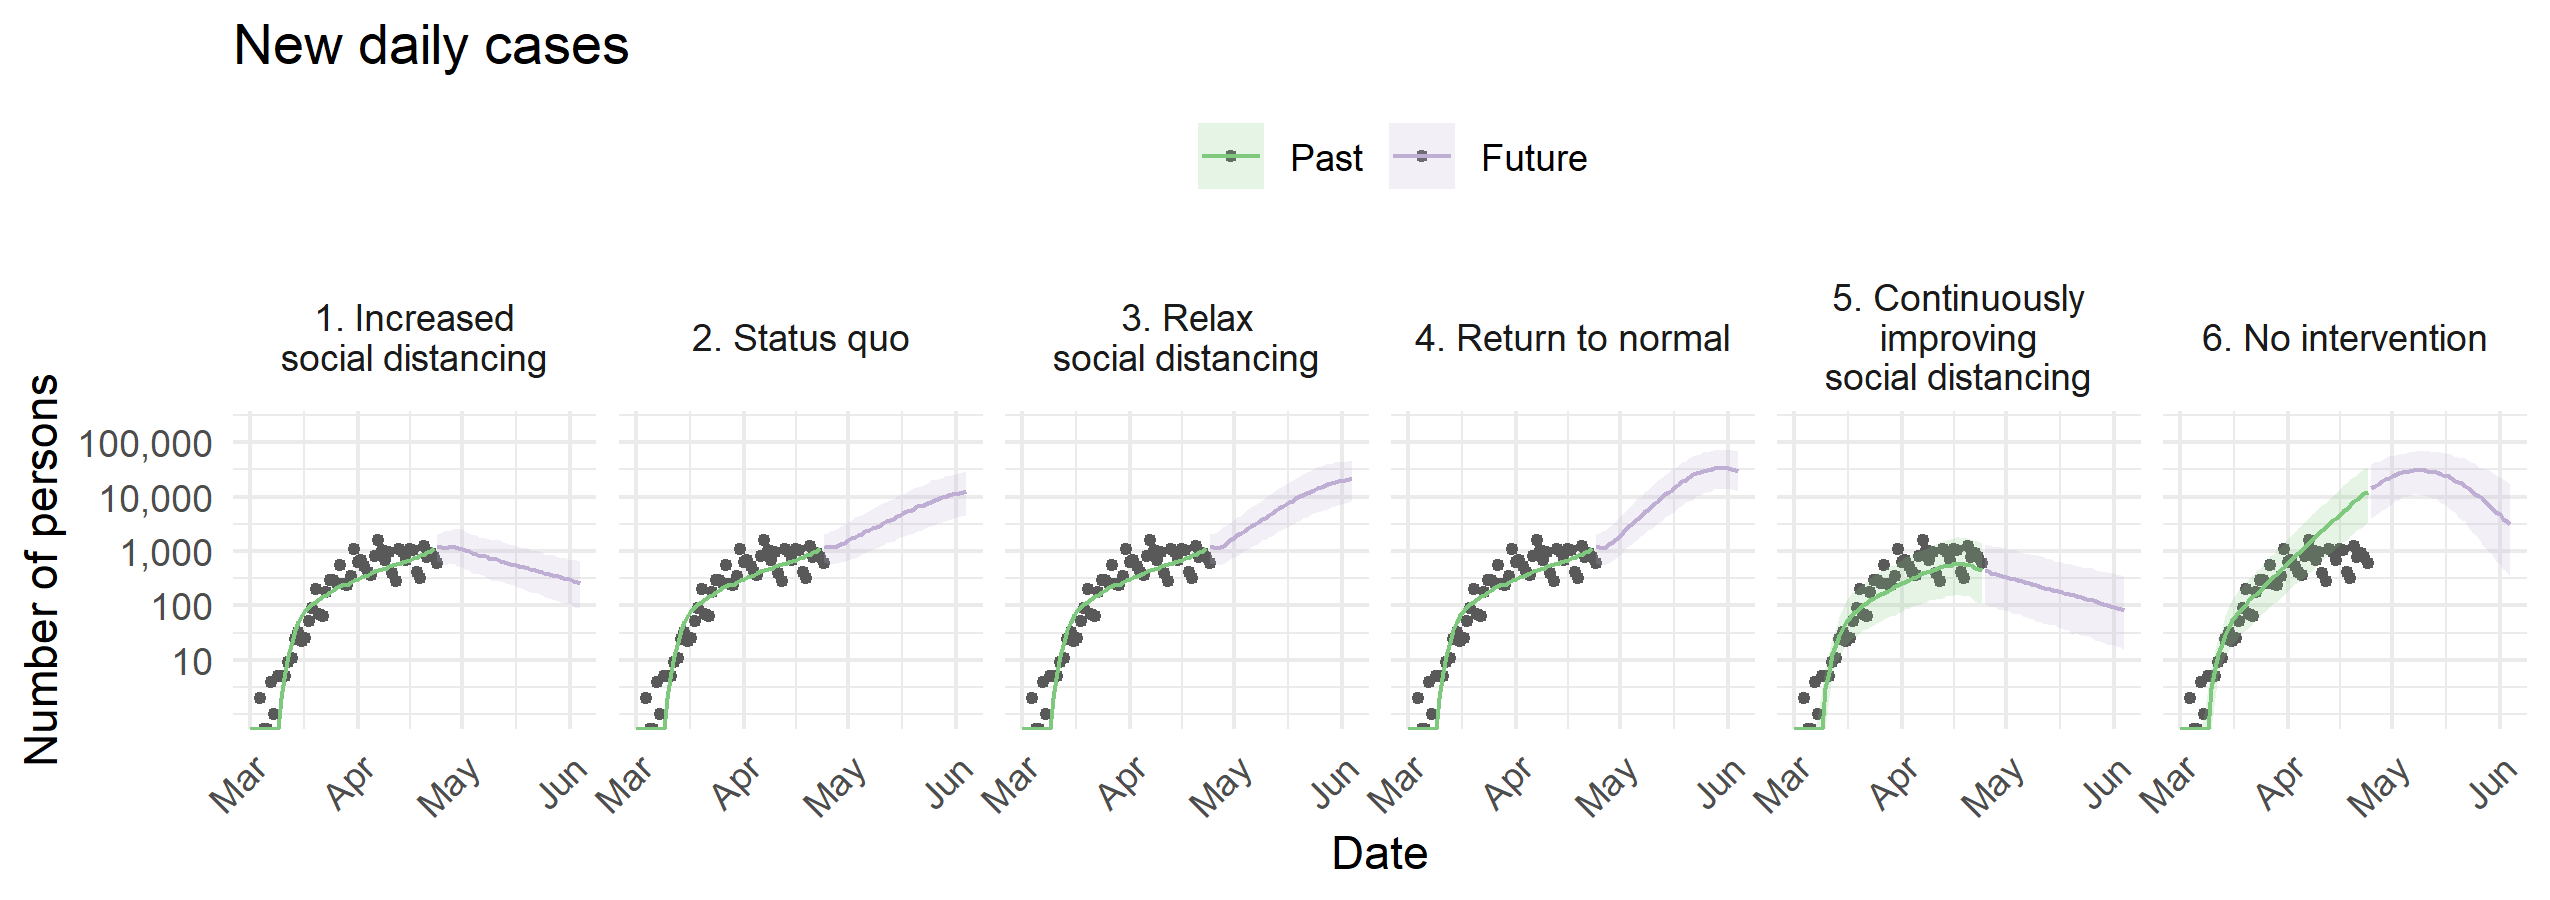 New daily cases
Past
Future
1. Increased
social distancing
2. Status quo
3. Relax
social distancing
4. Return to normal
5. Continuously
improving
social distancing
6. No intervention
Number of persons
100,000
10,000
1,000
100
10
Mar
Apr
May
Jun
Mar
Apr
May
Jun
Mar
Apr
May
Jun
Mar
Apr
May
Jun
Mar
Apr
May
Jun
Mar
Apr
May
Jun
Date